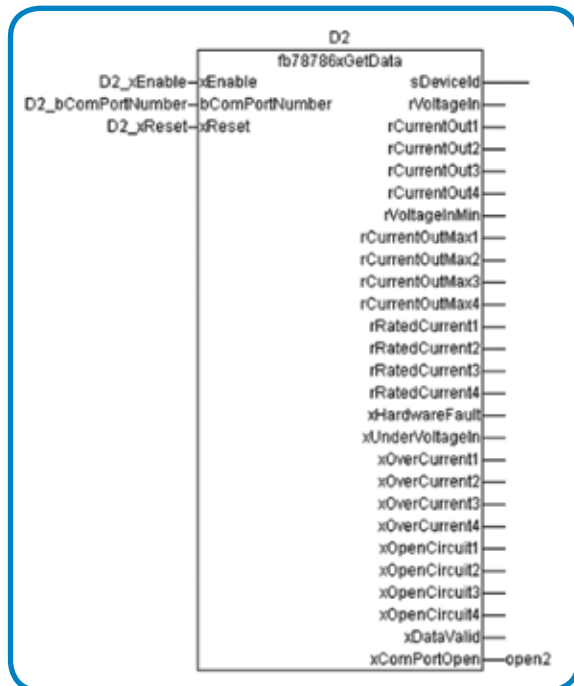 D2
fb78786xGetData
D2_xEnable xEnable sDeviceId
D2_bComPortNumber bComPortNumber rVoltageIn
D2_xReset xReset rCurrentOut1
rCurrentOut2
rCurrentOut3
rCurrentOut4
rVoltageInMin
rCurrentOutMax1
rCurrentOutMax2
rCurrentOutMax3
rCurrentOutMax4
rRatedCurrent1
rRatedCurrent2
rRatedCurrent3
rRatedCurrent4
xHardwareFault
xUnderVoltageIn
xOverCurrent1
xOverCurrent2
xOverCurrent3
xOverCurrent4
xOpenCircuit1
xOpenCircuit2
xOpenCircuit3
xOpenCircuit4
xDataValid
xComPortOpen open2